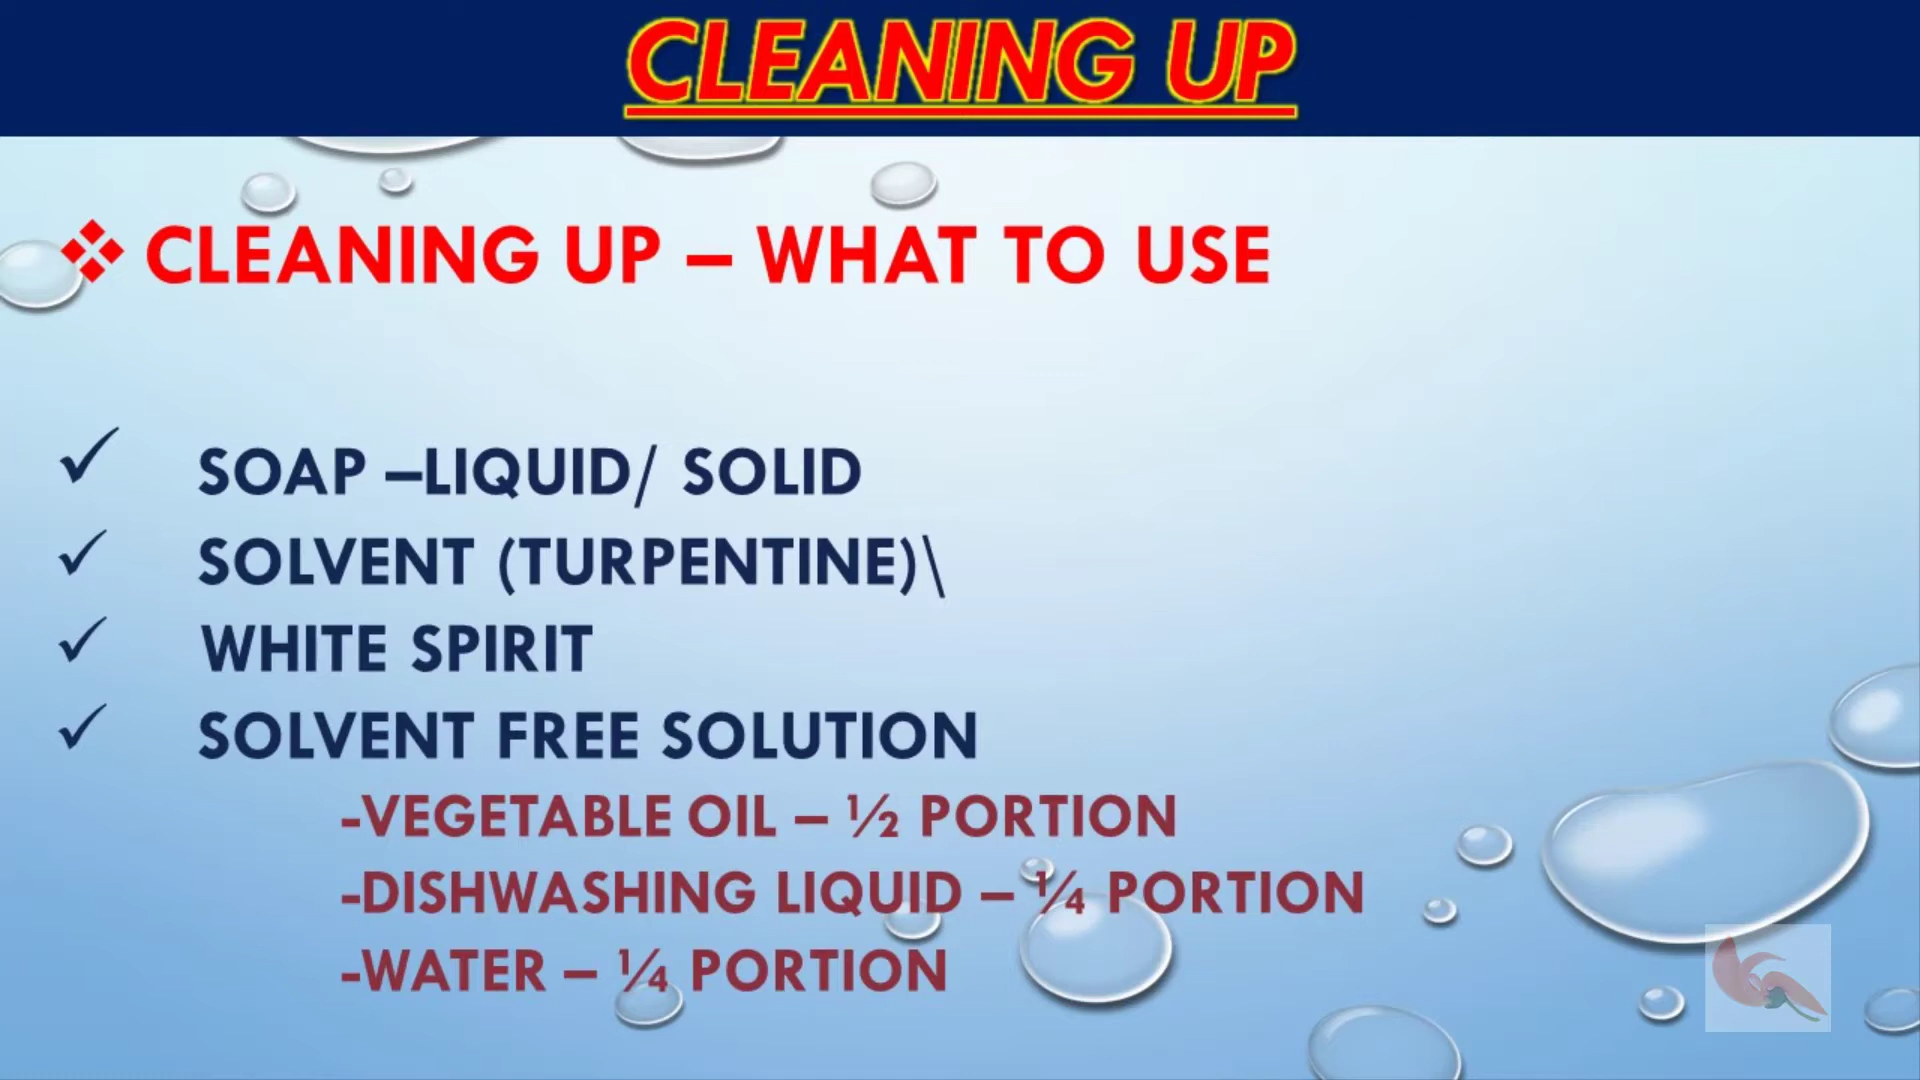 CLEANING UP
CLEANING UP – WHAT TO USE
SOAP –LIQUID/ SOLID
SOLVENT (TURPENTINE)\
WHITE SPIRIT
SOLVENT FREE SOLUTION
-VEGETABLE OIL – ½ PORTION
-DISHWASHING LIQUID – ¼ PORTION
-WATER – ¼ PORTION